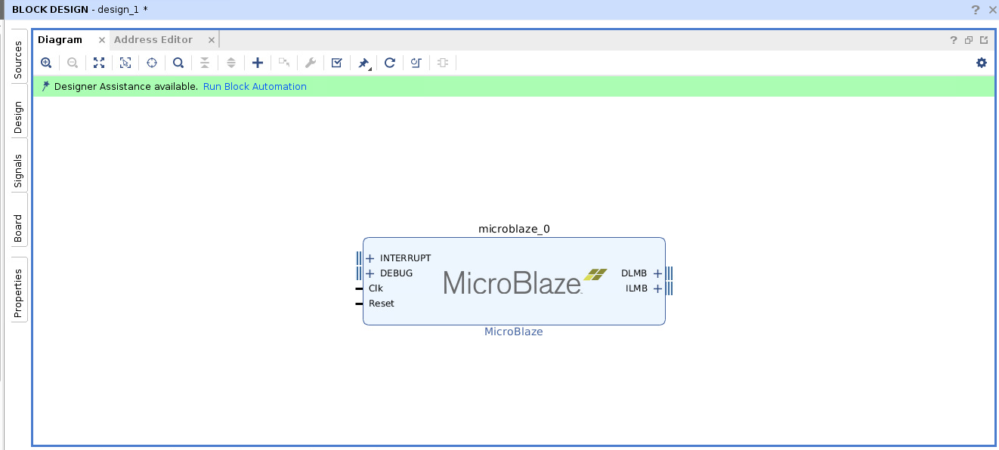 BLOCK DESIGN - design_1 *
? ×
Sources
Design
Signals
Board
Properties
Diagram × Address Editor ×
?
Designer Assistance available. Run Block Automation
microblaze_0
INTERRUPT
DEBUG
Clk
Reset
MicroBlaze
DLMB
ILMB
MicroBlaze